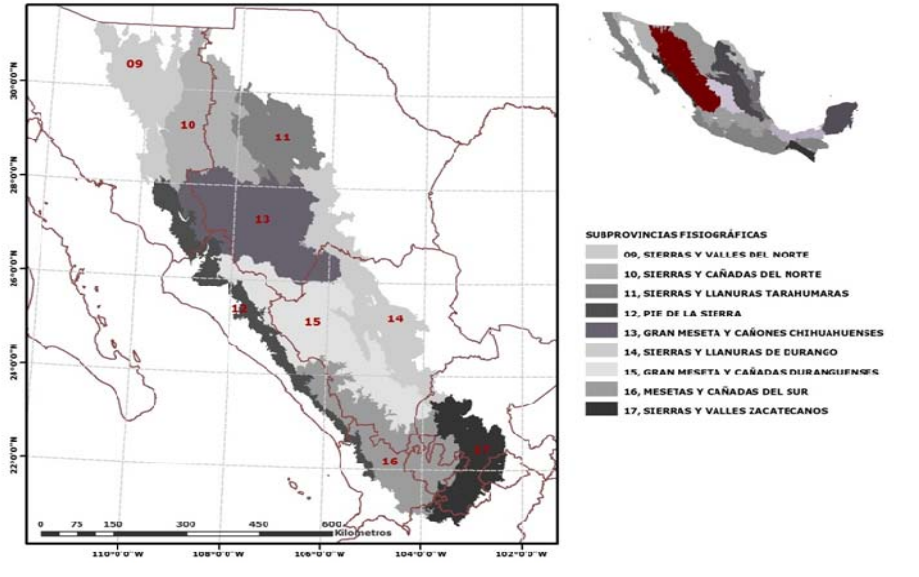 09
10
11
13
12
15
14
16
17
30°0'0"N
28°0'0"N
26°0'0"N
24°0'0"N
22°0'0"N
110°0'0"W
108°0'0"W
106°0'0"W
104°0'0"W
102°0'0"W
0 75 150 300 450 600
Kilometros
SUBPROVINCIAS FISIOGRÁFICAS
09, SIERRAS Y VALLES DEL NORTE
10, SIERRAS Y CAÑADAS DEL NORTE
11, SIERRAS Y LLANURAS TARAHUMARAS
12, PIE DE LA SIERRA
13, GRAN MESETA Y CAÑONES CHIHUAHUENSES
14, SIERRAS Y LLANURAS DE DURANGO
15, GRAN MESETA Y CAÑADAS DURANGUENSES
16, MESETAS Y CAÑADAS DEL SUR
17, SIERRAS Y VALLES ZACATECANOS